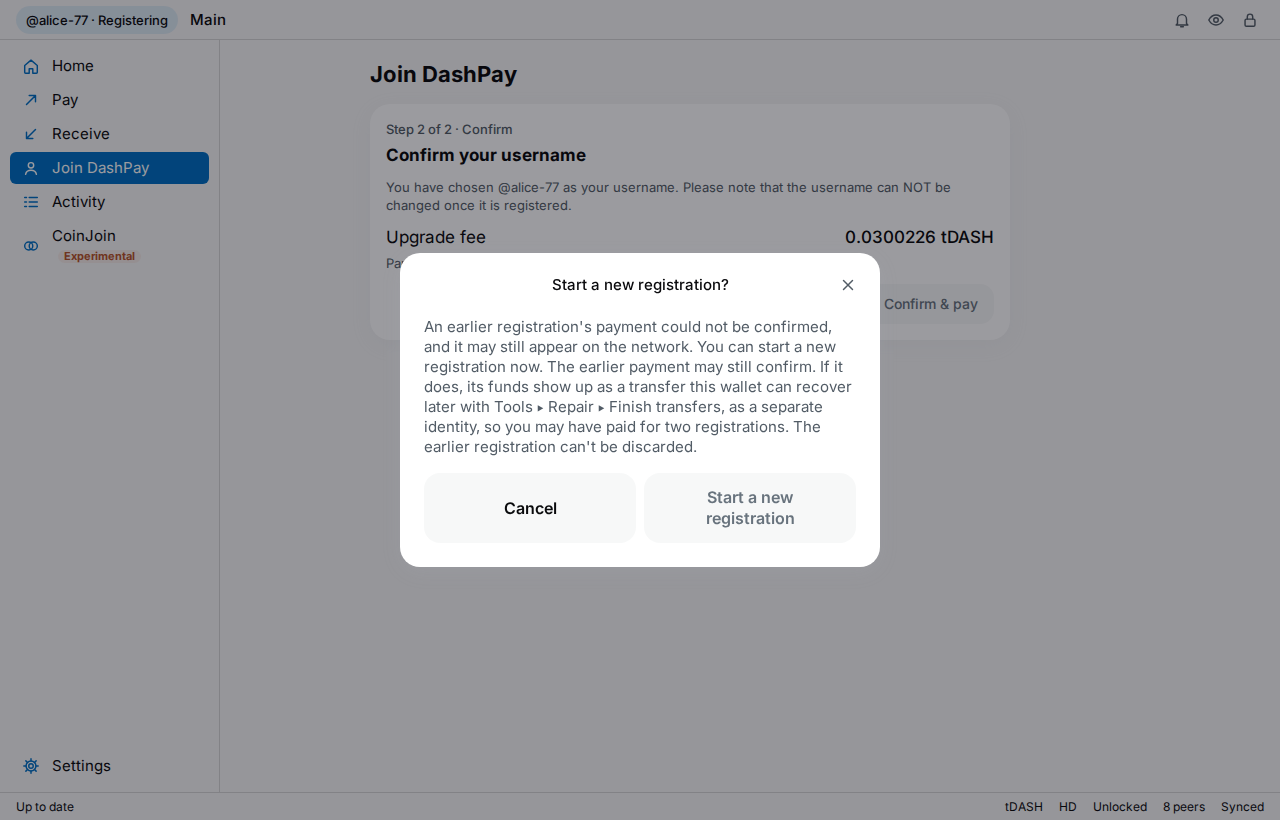 @alice-77 · Registering
Main
Home
Pay
Receive
Join DashPay
Activity
CoinJoin
Experimental
Settings
Join DashPay
Step 2 of 2 · Confirm
Confirm your username
You have chosen @alice-77 as your username. Please note that the username can NOT be
changed once it is registered.
Upgrade fee
0.0300226 tDASH
Confirm & pay
Start a new registration?
An earlier registration's payment could not be confirmed,
and it may still appear on the network. You can start a new
registration now. The earlier payment may still confirm. If it
does, its funds show up as a transfer this wallet can recover
later with Tools ▸ Repair ▸ Finish transfers, as a separate
identity, so you may have paid for two registrations. The
earlier registration can't be discarded.
Cancel
Start a new
registration
Up to date
tDASH
HD
Unlocked
8 peers
Synced